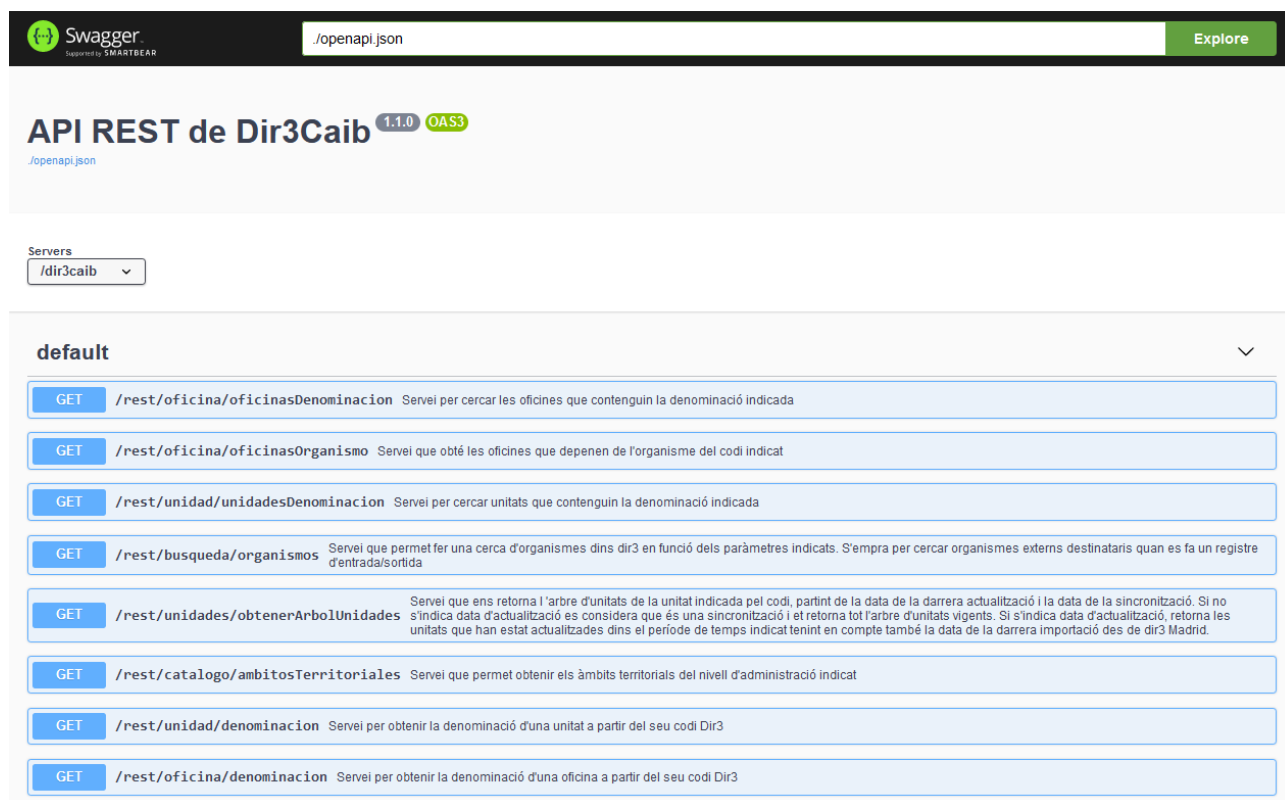 Swagger.
Supported by SMARTBEAR
./openapi.json
Explore
API REST de Dir3Caib 1.1.0 OAS3
./openapi.json
Servers
/dir3caib
default
GET /rest/oficina/oficinasDenominacion Servei per cercar les oficines que contenguin la denominació indicada
GET /rest/oficina/oficinasOrganismo Servei que obté les oficines que depenen de l'organisme del codi indicat
GET /rest/unidad/unidadesDenominacion Servei per cercar unitats que contenguin la denominació indicada
GET /rest/busqueda/organismos Servei que permet fer una cerca d'organismes dins dir3 en funció dels paràmetres indicats. S'empra per cercar organismes externs destinataris quan es fa un registre
d'entrada/sortida
GET /rest/unidades/obtenerArbolUnidades Servei que ens retorna l 'arbre d'unitats de la unitat indicada pel codi, partint de la data de la darrera actualització i la data de la sincronització. Si no
s'indica data d'actualització es considera que és una sincronització i et retorna tot l'arbre d'unitats vigents. Si s'indica data d'actualització, retorna les
unitats que han estat actualitzades dins el període de temps indicat tenint en compte també la data de la darrera importació des de dir3 Madrid.
GET /rest/catalogo/ambitosTerritoriales Servei que permet obtenir els àmbits territorials del nivell d'administració indicat
GET /rest/unidad/denominacion Servei per obtenir la denominació d'una unitat a partir del seu codi Dir3
GET /rest/oficina/denominacion Servei per obtenir la denominació d'una oficina a partir del seu codi Dir3